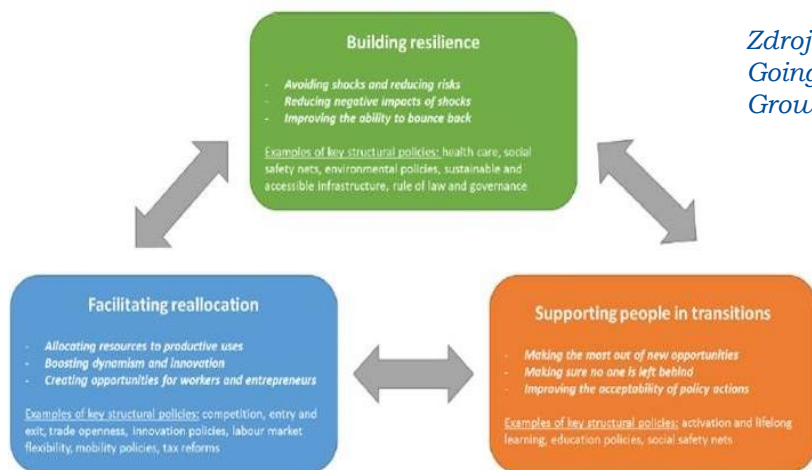 Building resilience
- Avoiding shocks and reducing risks
- Reducing negative impacts of shocks
- Improving the ability to bounce back
Examples of key structural policies: health care, social
safety nets, environmental policies, sustainable and
accessible infrastructure, rule of law and governance
Zdroj
Going
Grow
Facilitating reallocation
- Allocating resources to productive uses
- Boosting dynamism and innovation
- Creating opportunities for workers and entrepreneurs
Examples of key structural policies: competition, entry and
exit, trade openness, innovation policies, labour market
flexibility, mobility policies, tax reforms
Supporting people in transitions
- Making the most out of new opportunities
- Making sure no one is left behind
- Improving the acceptability of policy actions
Examples of key structural policies: activation and lifelong
learning, education policies, social safety nets